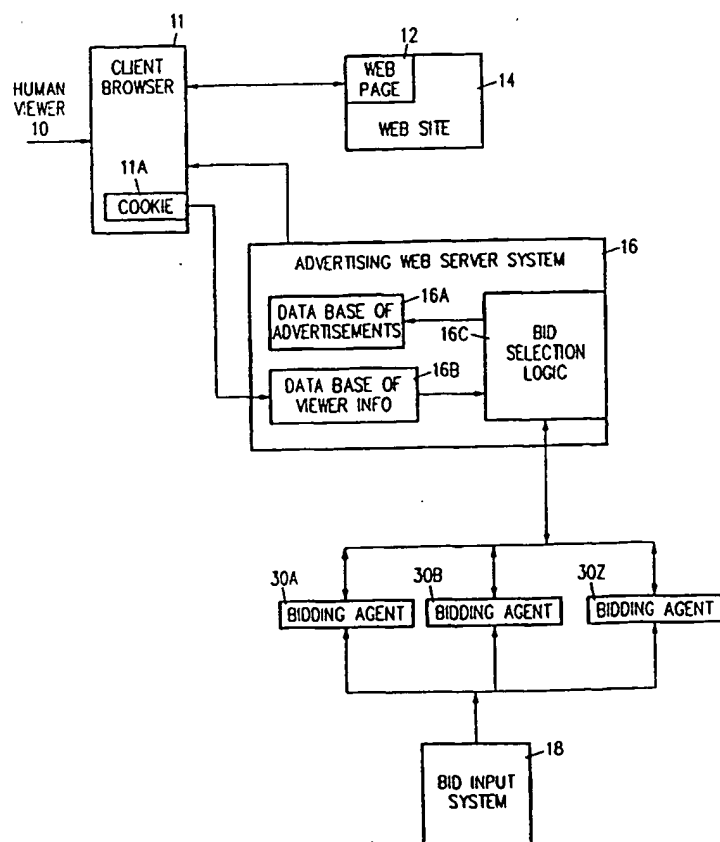 11
CLIENT
BROWSER
HUMAN
VIEWER
10
11A
COOKIE
12
WEB
PAGE
14
WEB SITE
16
ADVERTISING WEB SERVER SYSTEM
16A
DATA BASE OF
ADVERTISEMENTS
16C
BID
SELECTION
LOGIC
16B
DATA BASE OF
VIEWER INFO
30A
BIDDING AGENT
30B
BIDDING AGENT
30Z
BIDDING AGENT
18
BID INPUT
SYSTEM